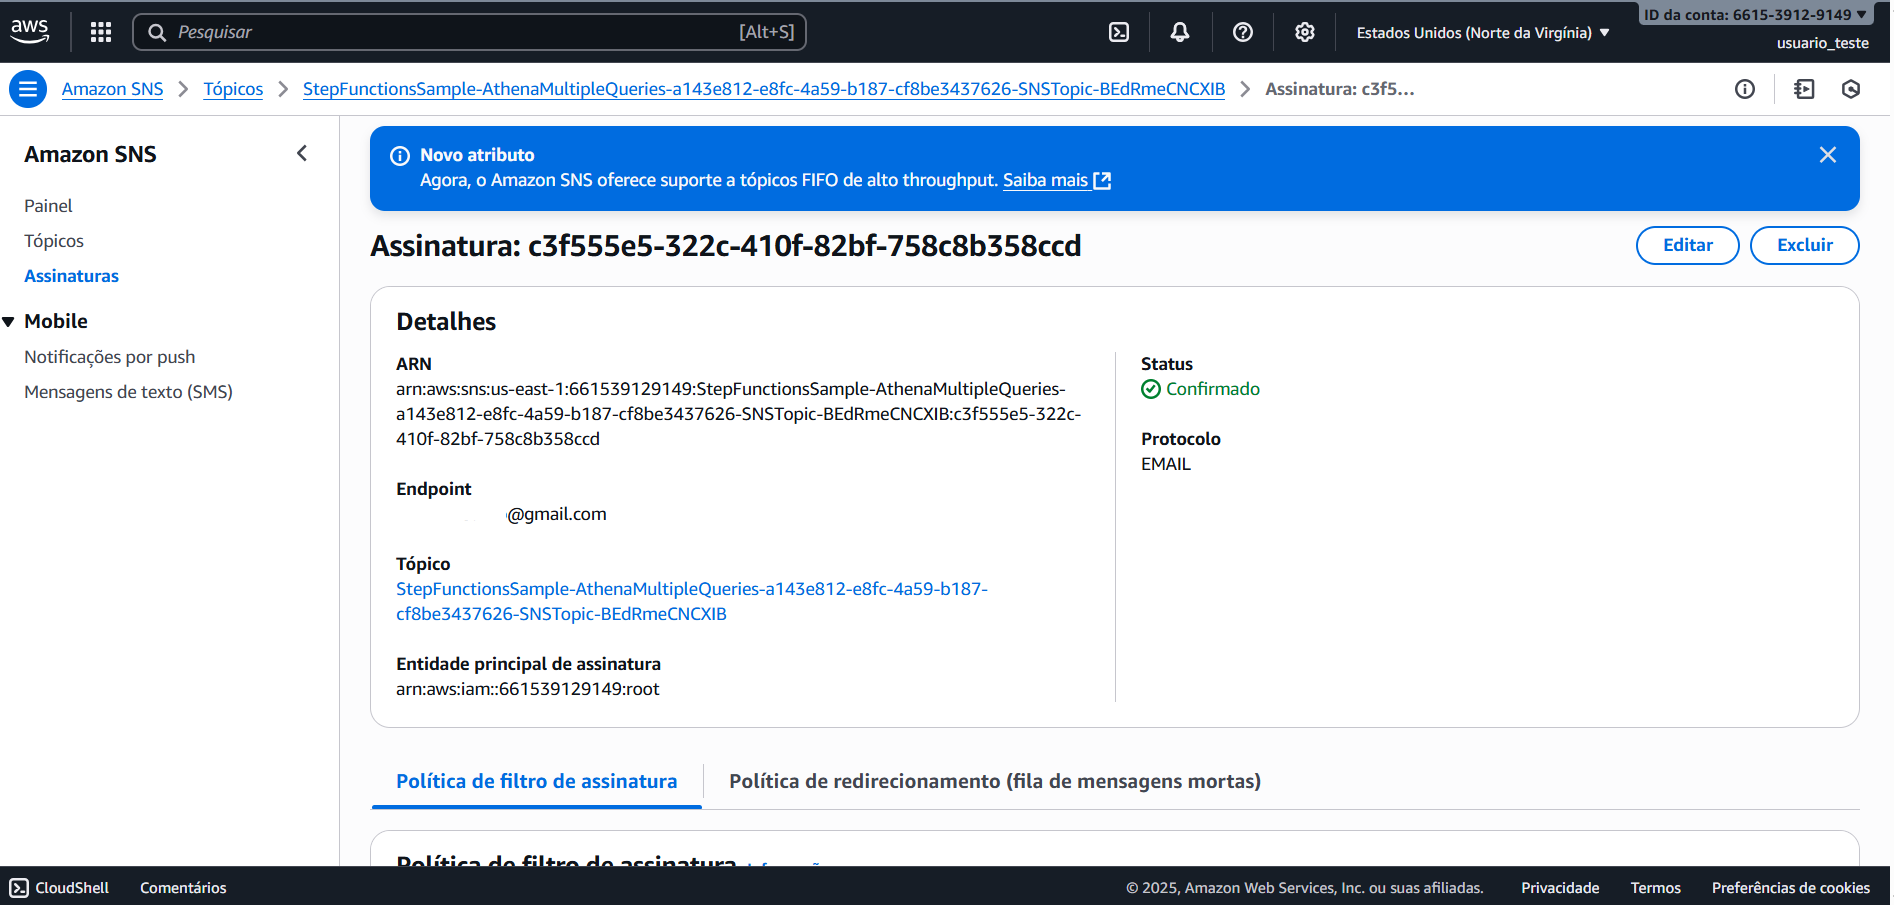 aws
Pesquisar [Alt+S]
Estados Unidos (Norte da Virgínia)
ID da conta: 6615-3912-9149
usuario_teste
Amazon SNS
Tópicos
StepFunctionsSample-AthenaMultipleQueries-a143e812-e8fc-4a59-b187-cf8be3437626-SNSTopic-BEdRmeCNCXIB
Assinatura: c3f5...
Amazon SNS
Painel
Tópicos
Assinaturas
Mobile
Notificações por push
Mensagens de texto (SMS)
Novo atributo
Agora, o Amazon SNS oferece suporte a tópicos FIFO de alto throughput. Saiba mais
Assinatura: c3f555e5-322c-410f-82bf-758c8b358ccd
Editar
Excluir
Detalhes
ARN
arn:aws:sns:us-east-1:661539129149:StepFunctionsSample-AthenaMultipleQueries-
a143e812-e8fc-4a59-b187-cf8be3437626-SNSTopic-BEdRmeCNCXIB:c3f555e5-322c-
410f-82bf-758c8b358ccd
Endpoint
@gmail.com
Tópico
StepFunctionsSample-AthenaMultipleQueries-a143e812-e8fc-4a59-b187-
cf8be3437626-SNSTopic-BEdRmeCNCXIB
Entidade principal de assinatura
arn:aws:iam::661539129149:root
Status
Confirmado
Protocolo
EMAIL
Política de filtro de assinatura
Política de redirecionamento (fila de mensagens mortas)
Política de filtro de assinatura
CloudShell
Comentários
© 2025, Amazon Web Services, Inc. ou suas afiliadas.
Privacidade
Termos
Preferências de cookies